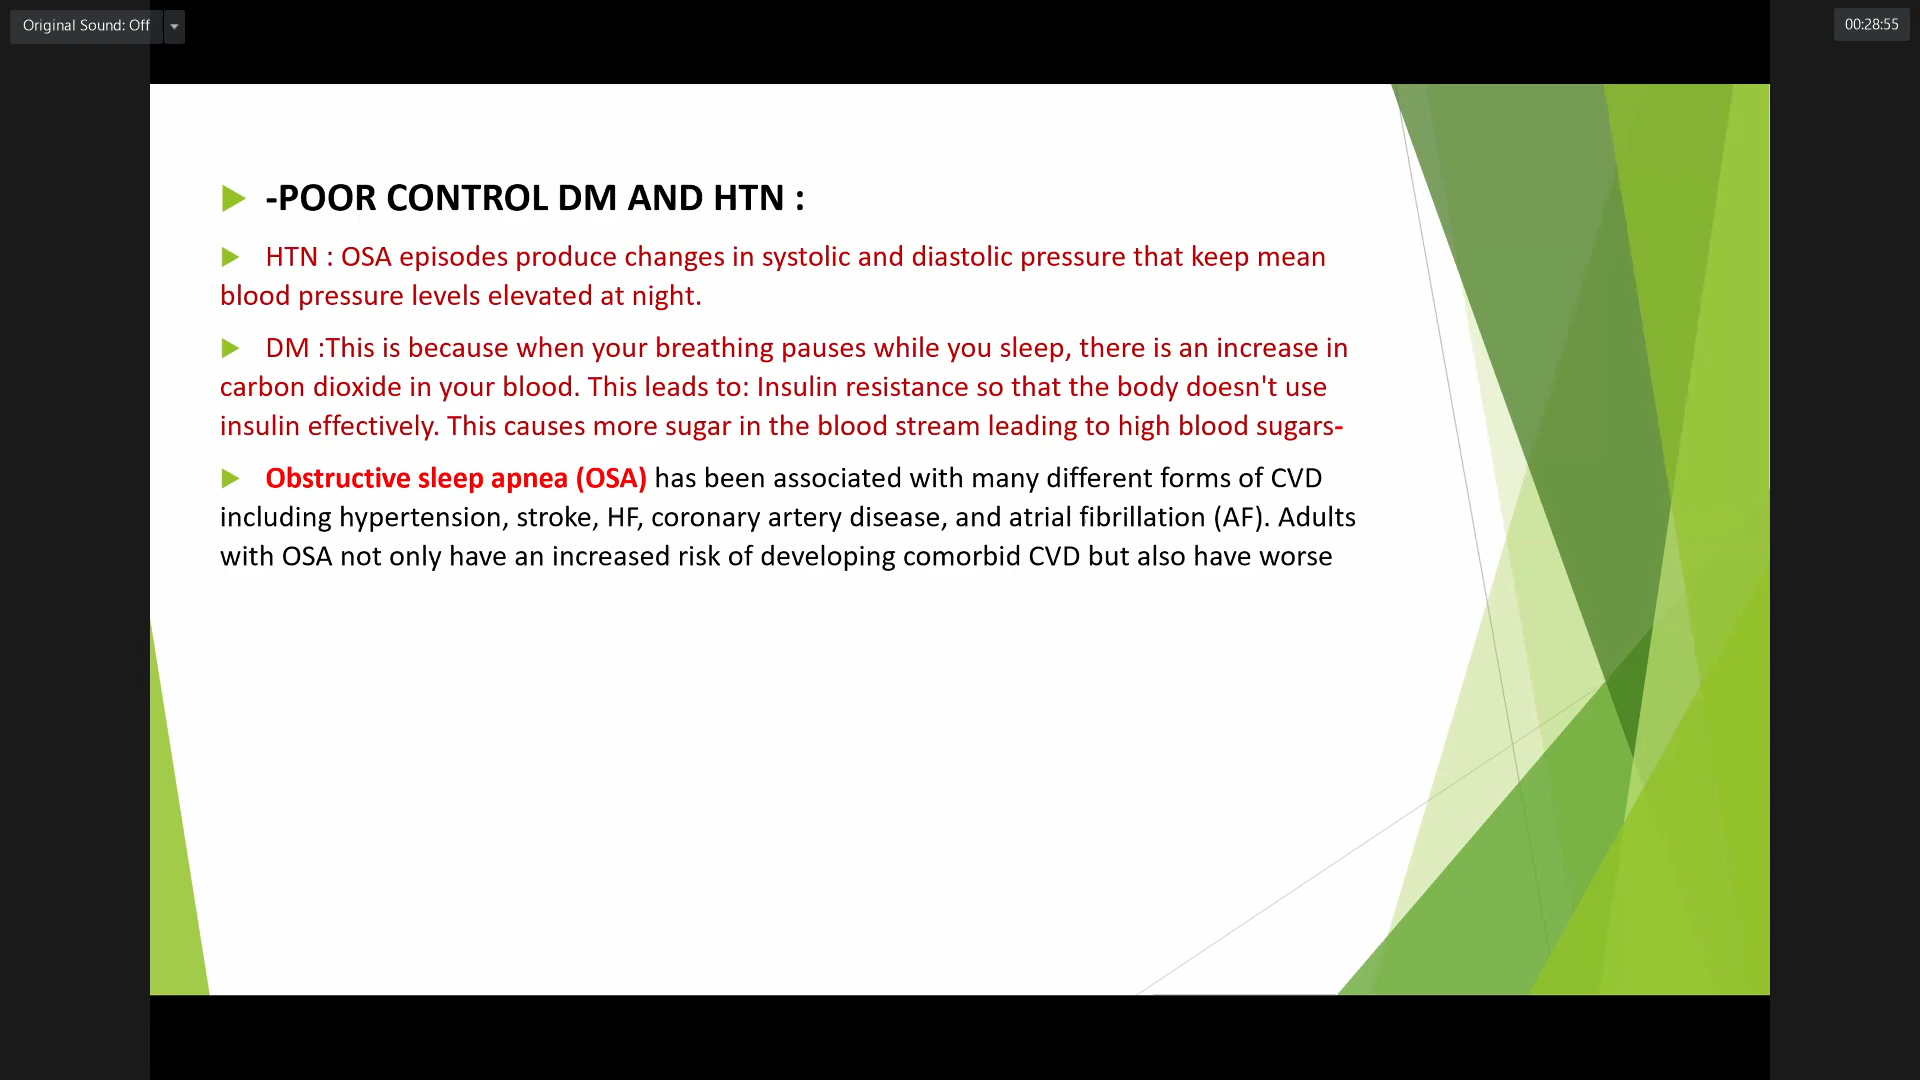 Original Sound: Off
00:28:55
-POOR CONTROL DM AND HTN :
HTN : OSA episodes produce changes in systolic and diastolic pressure that keep mean
blood pressure levels elevated at night.
DM :This is because when your breathing pauses while you sleep, there is an increase in
carbon dioxide in your blood. This leads to: Insulin resistance so that the body doesn't use
insulin effectively. This causes more sugar in the blood stream leading to high blood sugars-
Obstructive sleep apnea (OSA) has been associated with many different forms of CVD
including hypertension, stroke, HF, coronary artery disease, and atrial fibrillation (AF). Adults
with OSA not only have an increased risk of developing comorbid CVD but also have worse